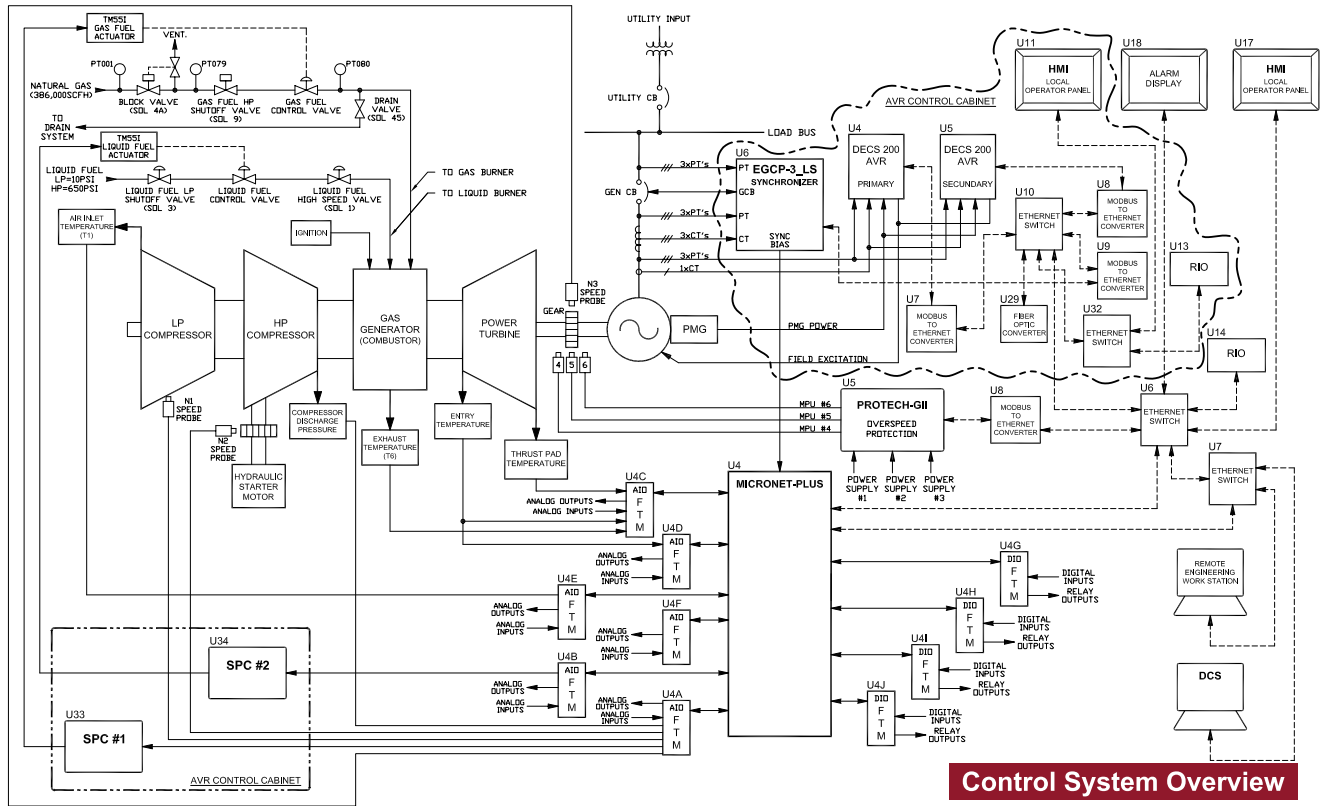 TM55I
GAS FUEL
ACTUATOR
VENT.
PT001
PT079
PT080
NATURAL GAS
(386,000SCFH)
BLOCK VALVE
(SOL 4A)
GAS FUEL HP
SHUTOFF VALVE
(SOL 9)
GAS FUEL
CONTROL VALVE
DRAIN
VALVE
(SOL 45)
TO
DRAIN
SYSTEM
TM55I
LIQUID FUEL
ACTUATOR
LIQUID FUEL
LP=10PSI
HP=650PSI
LIQUID FUEL LP
SHUTOFF VALVE
(SOL 3)
LIQUID FUEL
CONTROL VALVE
LIQUID FUEL
HIGH SPEED VALVE
(SOL 1)
TO GAS BURNER
TO LIQUID BURNER
AIR INLET
TEMPERATURE
(T1)
IGNITION
LP
COMPRESSOR
HP
COMPRESSOR
GAS
GENERATOR
(COMBUSTOR)
POWER
TURBINE
N3
SPEED
PROBE
GEAR
4
5
6
PMG
N1
SPEED
PROBE
N2
SPEED
PROBE
HYDRAULIC
STARTER
MOTOR
COMPRESSOR
DISCHARGE
PRESSURE
EXHAUST
TEMPERATURE
(T6)
ENTRY
TEMPERATURE
THRUST PAD
TEMPERATURE
UTILITY INPUT
UTILITY CB
LOAD BUS
GEN CB
3xPT's
3xPT's
3xCT's
3xPT's
1xCT
PMG POWER
FIELD EXCITATION
AVR CONTROL CABINET
U6
EGCP-3_LS
SYNCHRONIZER
PT
GCB
PT
CT
SYNC
BIAS
U4
DECS 200
AVR
PRIMARY
U5
DECS 200
AVR
SECUNDARY
U7
MODBUS
TO
ETHERNET
CONVERTER
U10
ETHERNET
SWITCH
U8
MODBUS
TO ETHERNET
CONVERTER
U9
MODBUS
TO ETHERNET
CONVERTER
U29
FIBER
OPTIC
CONVERTER
U32
ETHERNET
SWITCH
U13
RIO
U14
RIO
U11
HMI
LOCAL
OPERATOR PANEL
U18
ALARM
DISPLAY
U17
HMI
LOCAL
OPERATOR PANEL
MPU #6
MPU #5
MPU #4
U5
PROTECH-GII
OVERSPEED
PROTECTION
POWER
SUPPLY
#1
POWER
SUPPLY
#2
POWER
SUPPLY
#3
U8
MODBUS
TO
ETHERNET
CONVERTER
U6
ETHERNET
SWITCH
U7
ETHERNET
SWITCH
U4
MICRONET-PLUS
U4C
AIO
F
T
M
ANALOG OUTPUTS
ANALOG INPUTS
U4D
AIO
F
T
M
ANALOG
OUTPUTS
ANALOG
INPUTS
U4E
AIO
F
T
M
ANALOG
OUTPUTS
ANALOG
INPUTS
U4F
AIO
F
T
M
ANALOG
OUTPUTS
ANALOG
INPUTS
U4B
AIO
F
T
M
ANALOG
OUTPUTS
ANALOG
INPUTS
U4A
AIO
F
T
M
ANALOG
OUTPUTS
ANALOG
INPUTS
U4G
DIO
F
T
M
DIGITAL
INPUTS
RELAY
OUTPUTS
U4H
DIO
F
T
M
DIGITAL
INPUTS
RELAY
OUTPUTS
U4I
DIO
F
T
M
DIGITAL
INPUTS
RELAY
OUTPUTS
U4J
DIO
F
T
M
DIGITAL
INPUTS
RELAY
OUTPUTS
REMOTE
ENGINEERING
WORK STATION
DCS
U34
SPC #2
U33
SPC #1
AVR CONTROL CABINET
Control System Overview